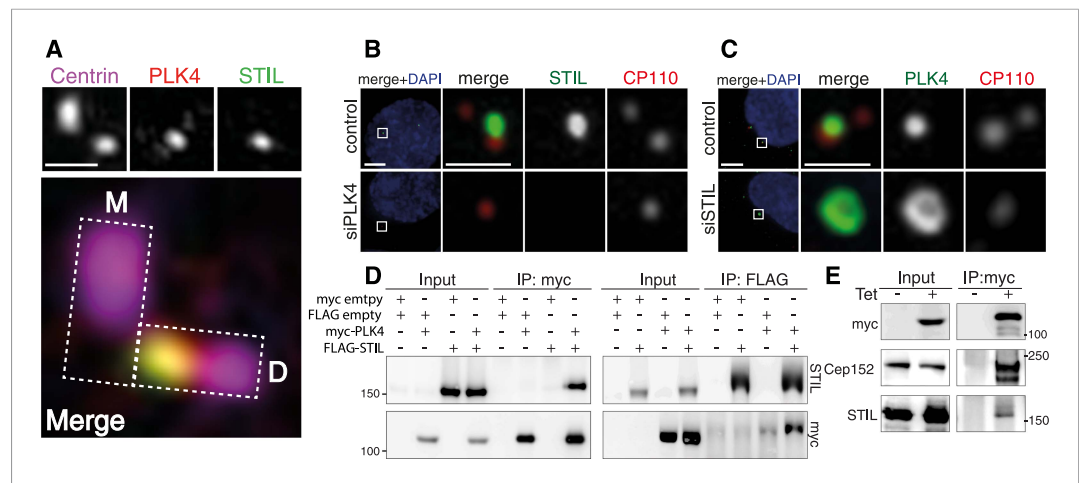 A
Centrin PLK4 STIL
M
D
Merge
B
merge+DAPI merge STIL CP110
control
siPLK4
C
merge+DAPI merge PLK4 CP110
control
siSTIL
D
Input IP: myc Input IP: FLAG
myc emtpy + - + - + - + - + + - - + + - -
FLAG empty + + - - + + - - + - + - + - + -
myc-PLK4 - + - + - + - + - - + + - - + +
FLAG-STIL - - + + - - + + - + - + - + - +
150
STIL
100
myc
E
Input IP:myc
Tet - + - +
myc
100
Cep152
250
STIL
150